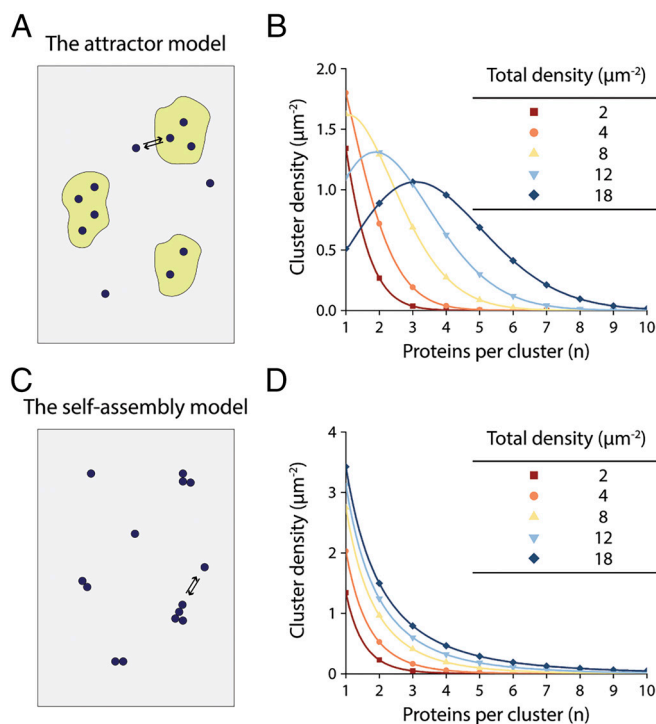 A
The attractor model
B
Cluster density (μm⁻²)
2.0
1.5
1.0
0.5
0.0
1 2 3 4 5 6 7 8 9 10
Proteins per cluster (n)
Total density (μm⁻²)
2
4
8
12
18
C
The self-assembly model
D
Cluster density (μm⁻²)
4
3
2
1
0
1 2 3 4 5 6 7 8 9 10
Proteins per cluster (n)
Total density (μm⁻²)
2
4
8
12
18